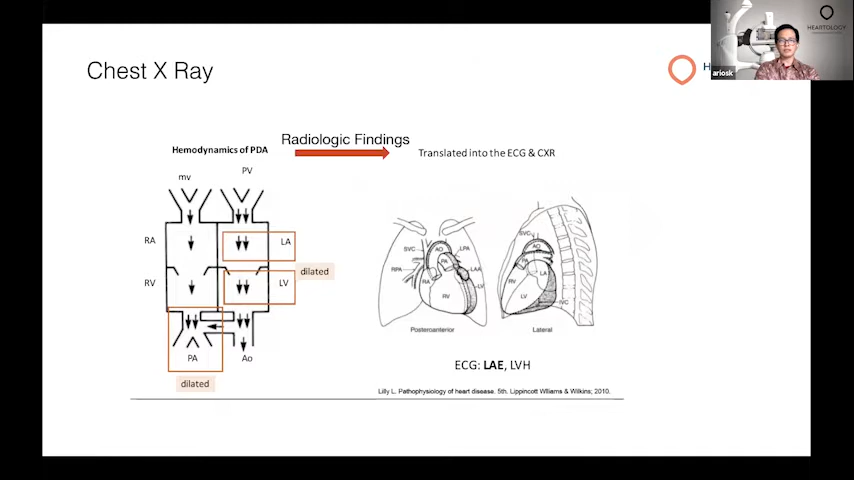 HEARTOLOGY
ariosk
Chest X Ray
H
Radiologic Findings
Hemodynamics of PDA
Translated into the ECG & CXR
mv
PV
RA
LA
dilated
RV
LV
PA
Ao
dilated
SVC
AO
LPA
PA
RPA
LAA
RA
LV
RV
Posteroanterior
SVC
AO
PA
LA
RV
LV
IVC
Lateral
ECG: LAE, LVH
Lilly L. Pathophysiology of heart disease. 5th. Lippincott Wlliams & Wilkins; 2010.